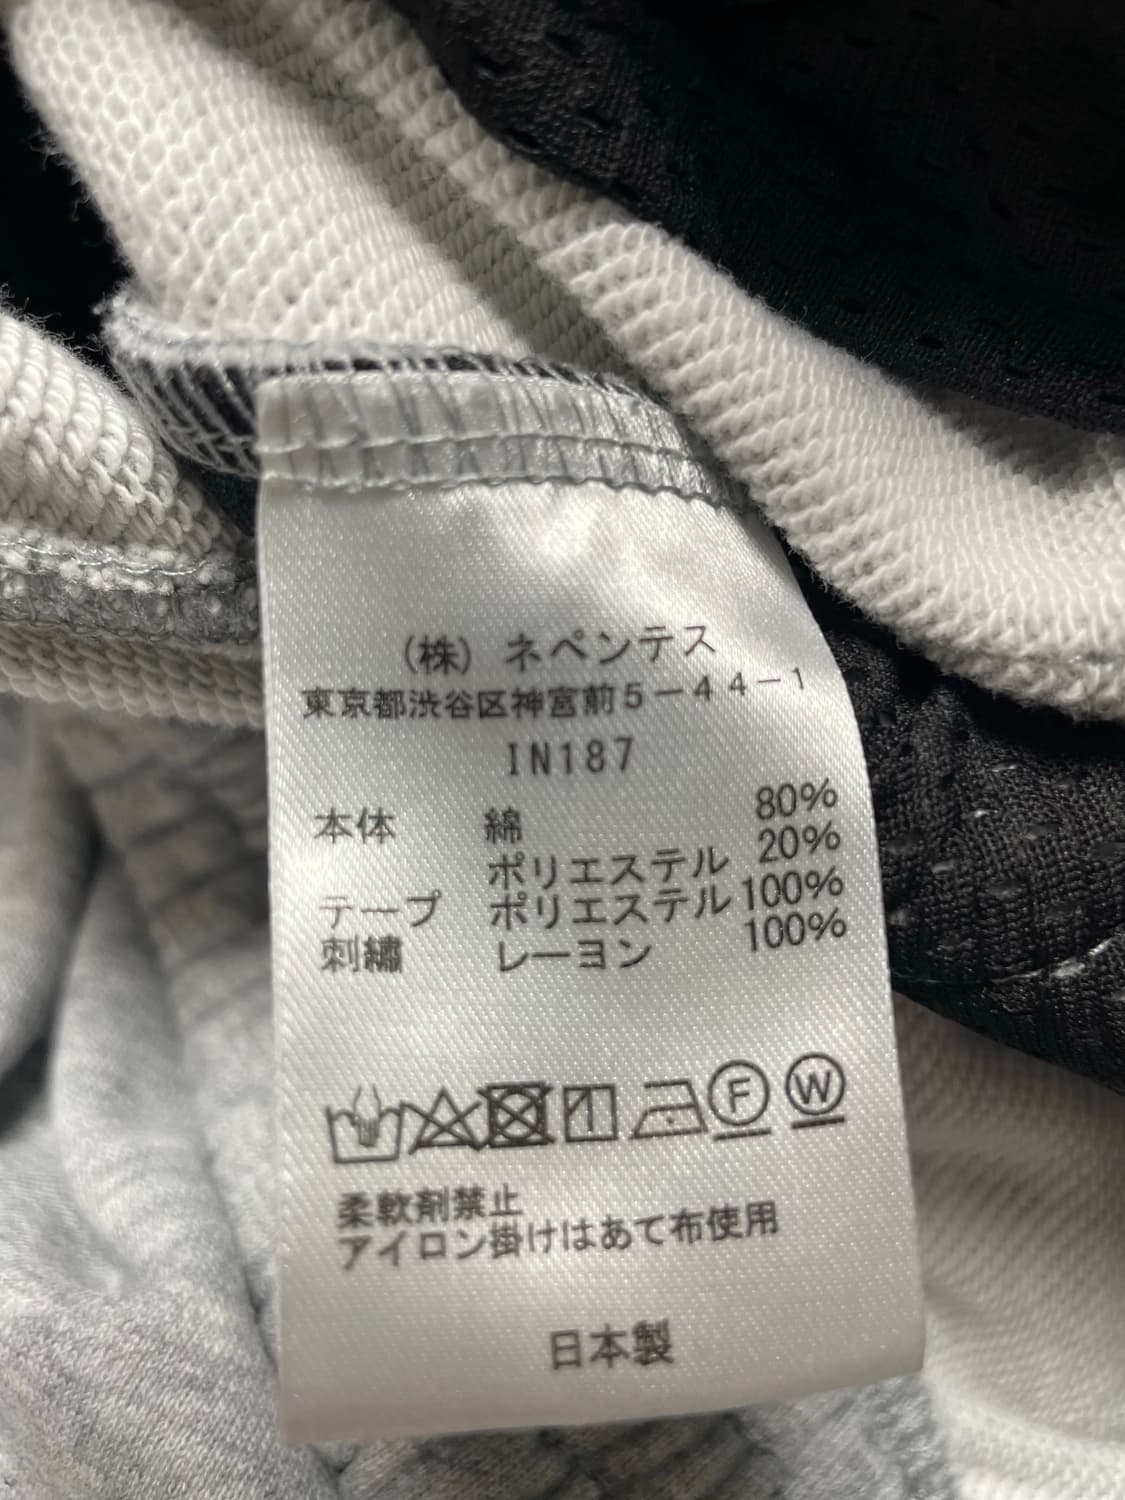 (株) ネペンテス
東京都渋谷区神宮前5-44-1
IN187
本体 綿 80%
ポリエステル 20%
テープ ポリエステル 100%
刺繍 レーヨン 100%
F W
柔軟剤禁止
アイロン掛けはあて布使用
日本製